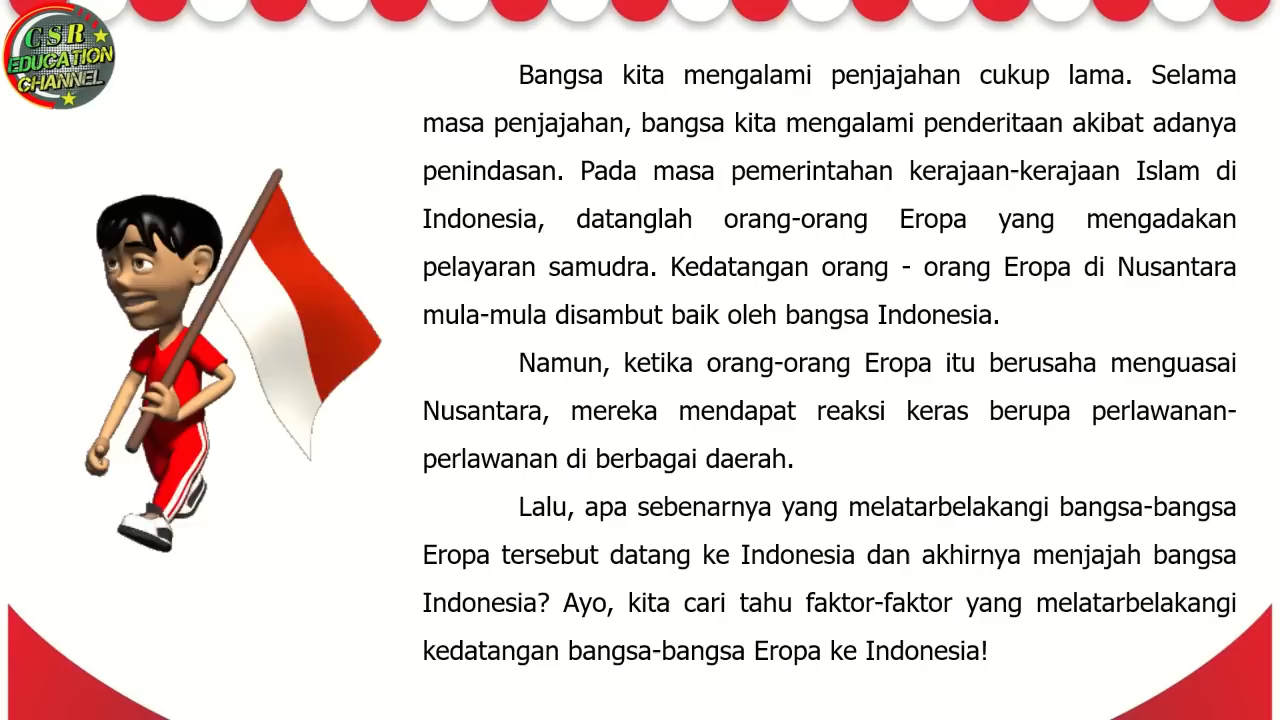 CSR
EDUCATION
CHANNEL
Bangsa kita mengalami penjajahan cukup lama. Selama
masa penjajahan, bangsa kita mengalami penderitaan akibat adanya
penindasan. Pada masa pemerintahan kerajaan-kerajaan Islam di
Indonesia, datanglah orang-orang Eropa yang mengadakan
pelayaran samudra. Kedatangan orang - orang Eropa di Nusantara
mula-mula disambut baik oleh bangsa Indonesia.
Namun, ketika orang-orang Eropa itu berusaha menguasai
Nusantara, mereka mendapat reaksi keras berupa perlawanan-
perlawanan di berbagai daerah.
Lalu, apa sebenarnya yang melatarbelakangi bangsa-bangsa
Eropa tersebut datang ke Indonesia dan akhirnya menjajah bangsa
Indonesia? Ayo, kita cari tahu faktor-faktor yang melatarbelakangi
kedatangan bangsa-bangsa Eropa ke Indonesia!